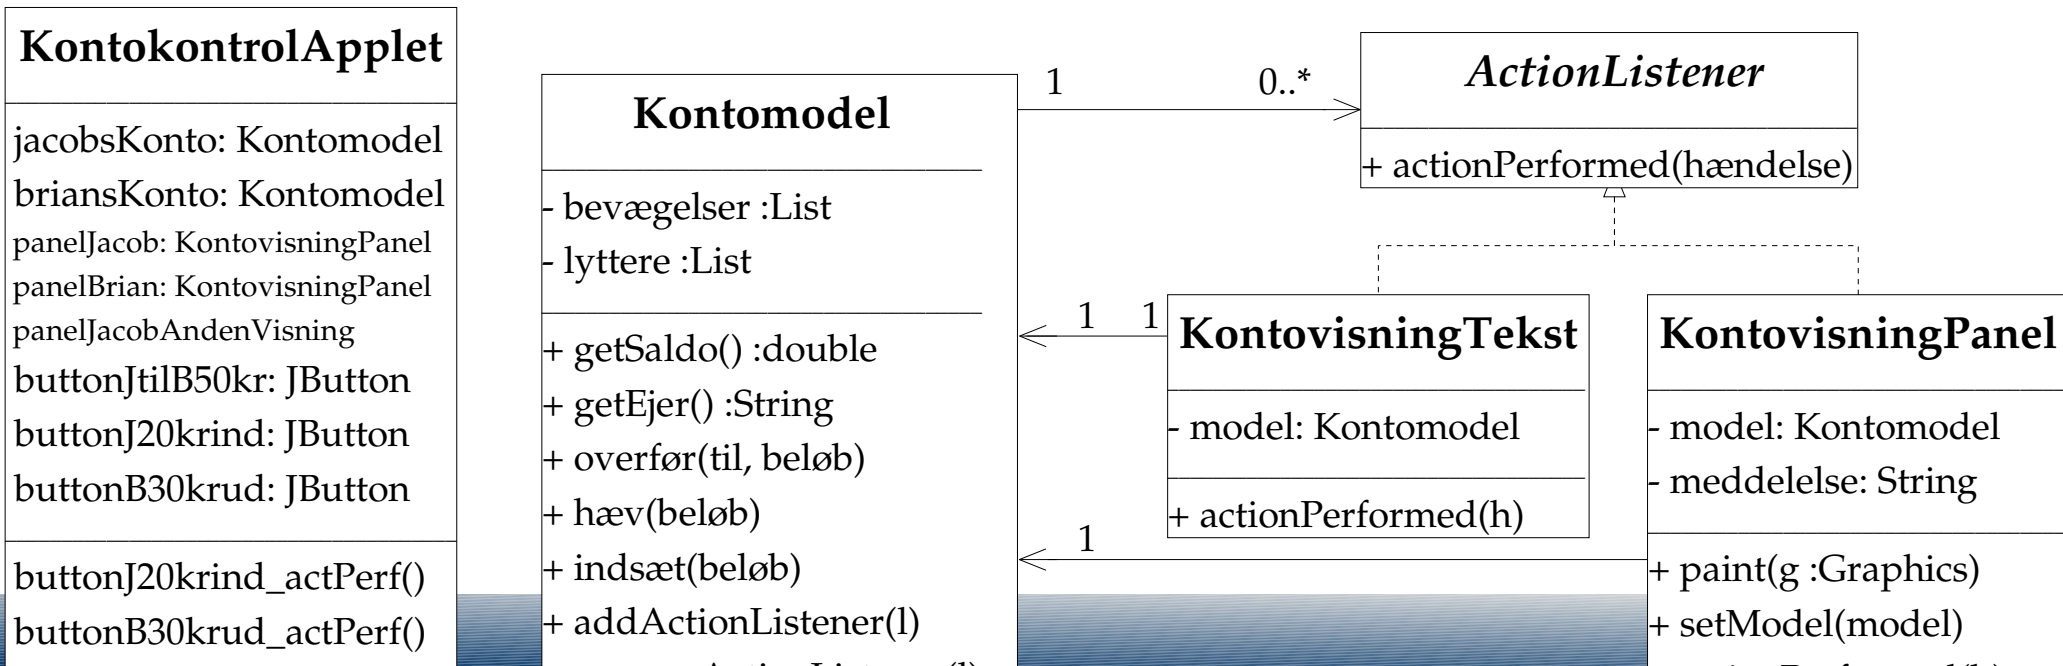 KontokontrolApplet
jacobsKonto: Kontomodel
briansKonto: Kontomodel
panelJacob: KontovisningPanel
panelBrian: KontovisningPanel
panelJacobAndenVisning
buttonJtilB50kr: JButton
buttonJ20krind: JButton
buttonB30krud: JButton
buttonJ20krind_actPerf()
buttonB30krud_actPerf()
Kontomodel
- bevægelser :List
- lyttere :List
+ getSaldo() :double
+ getEjer() :String
+ overfør(til, beløb)
+ hæv(beløb)
+ indsæt(beløb)
+ addActionListener(l)
1
0..*
ActionListener
+ actionPerformed(hændelse)
1
1
KontovisningTekst
- model: Kontomodel
+ actionPerformed(h)
1
KontovisningPanel
- model: Kontomodel
- meddelelse: String
+ paint(g :Graphics)
+ setModel(model)